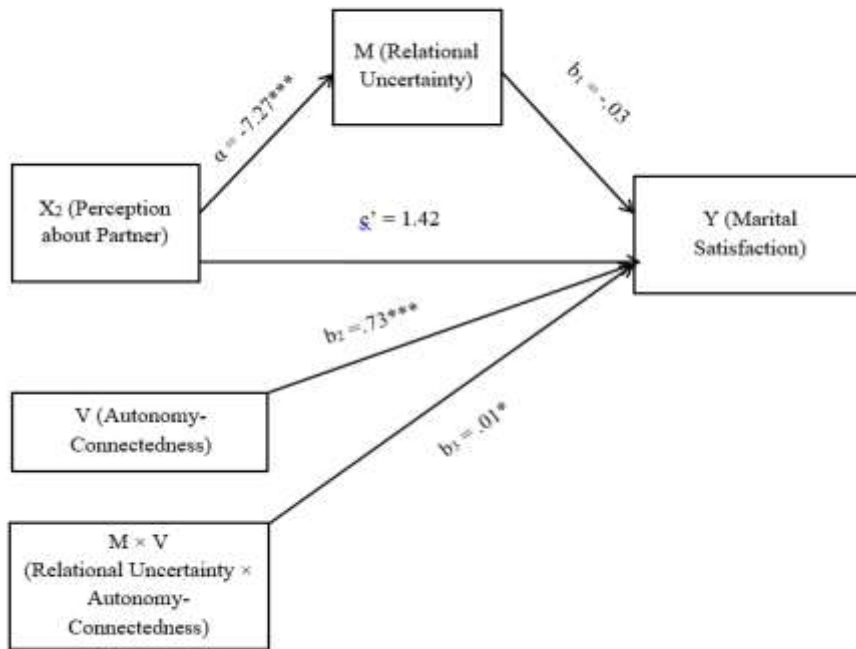 M (Relational
Uncertainty)
a = -7.27***
b₁ = -.03
X₂ (Perception
about Partner)
c' = 1.42
Y (Marital
Satisfaction)
b₂ =.73***
V (Autonomy-
Connectedness)
b₃ = .01*
M × V
(Relational Uncertainty ×
Autonomy-
Connectedness)